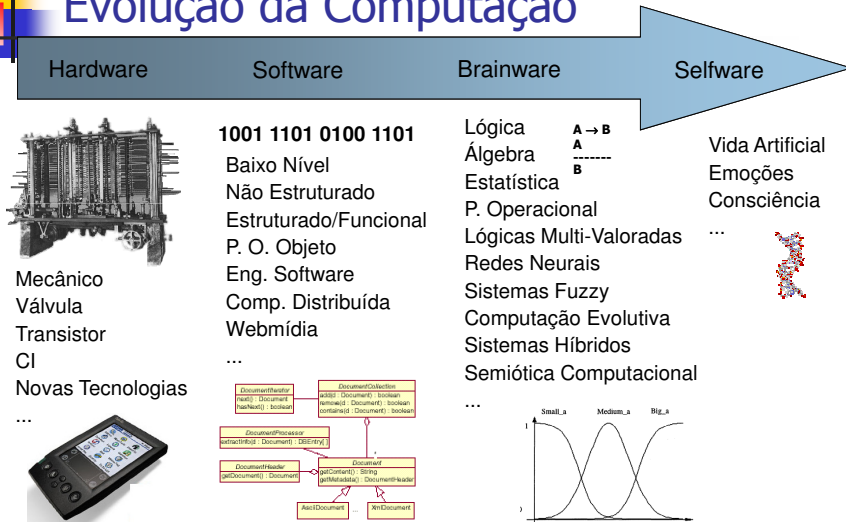 Evolução da Computação
Hardware
Software
Brainware
Selfware
Mecânico
Válvula
Transistor
CI
Novas Tecnologias
...
1001 1101 0100 1101
Baixo Nível
Não Estruturado
Estruturado/Funcional
P. O. Objeto
Eng. Software
Comp. Distribuída
Webmídia
...
DocumentIterator
next() : Document
hasNext() : boolean
DocumentCollection
add(d : Document) : boolean
remove(d : Document) : boolean
contains(d : Document) : boolean
DocumentProcessor
extractInfo(d : Document) : DBEntry[ ]
DocumentHeader
getDocument() : Document
Document
getContent() : String
getMetadata() : DocumentHeader
AsciiDocument
...
XmlDocument
Lógica
Álgebra
Estatística
P. Operacional
Lógicas Multi-Valoradas
Redes Neurais
Sistemas Fuzzy
Computação Evolutiva
Sistemas Híbridos
Semiótica Computacional
...
A → B
A
-------
B
Small_a Medium_a Big_a
1
Vida Artificial
Emoções
Consciência
...